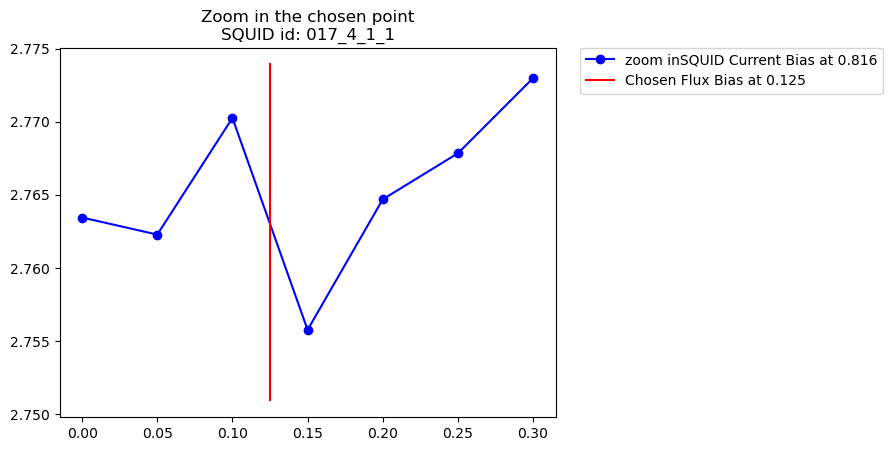 Zoom in the chosen point
SQUID id: 017_4_1_1
zoom inSQUID Current Bias at 0.816
Chosen Flux Bias at 0.125
2.775
2.770
2.765
2.760
2.755
2.750
0.00 0.05 0.10 0.15 0.20 0.25 0.30